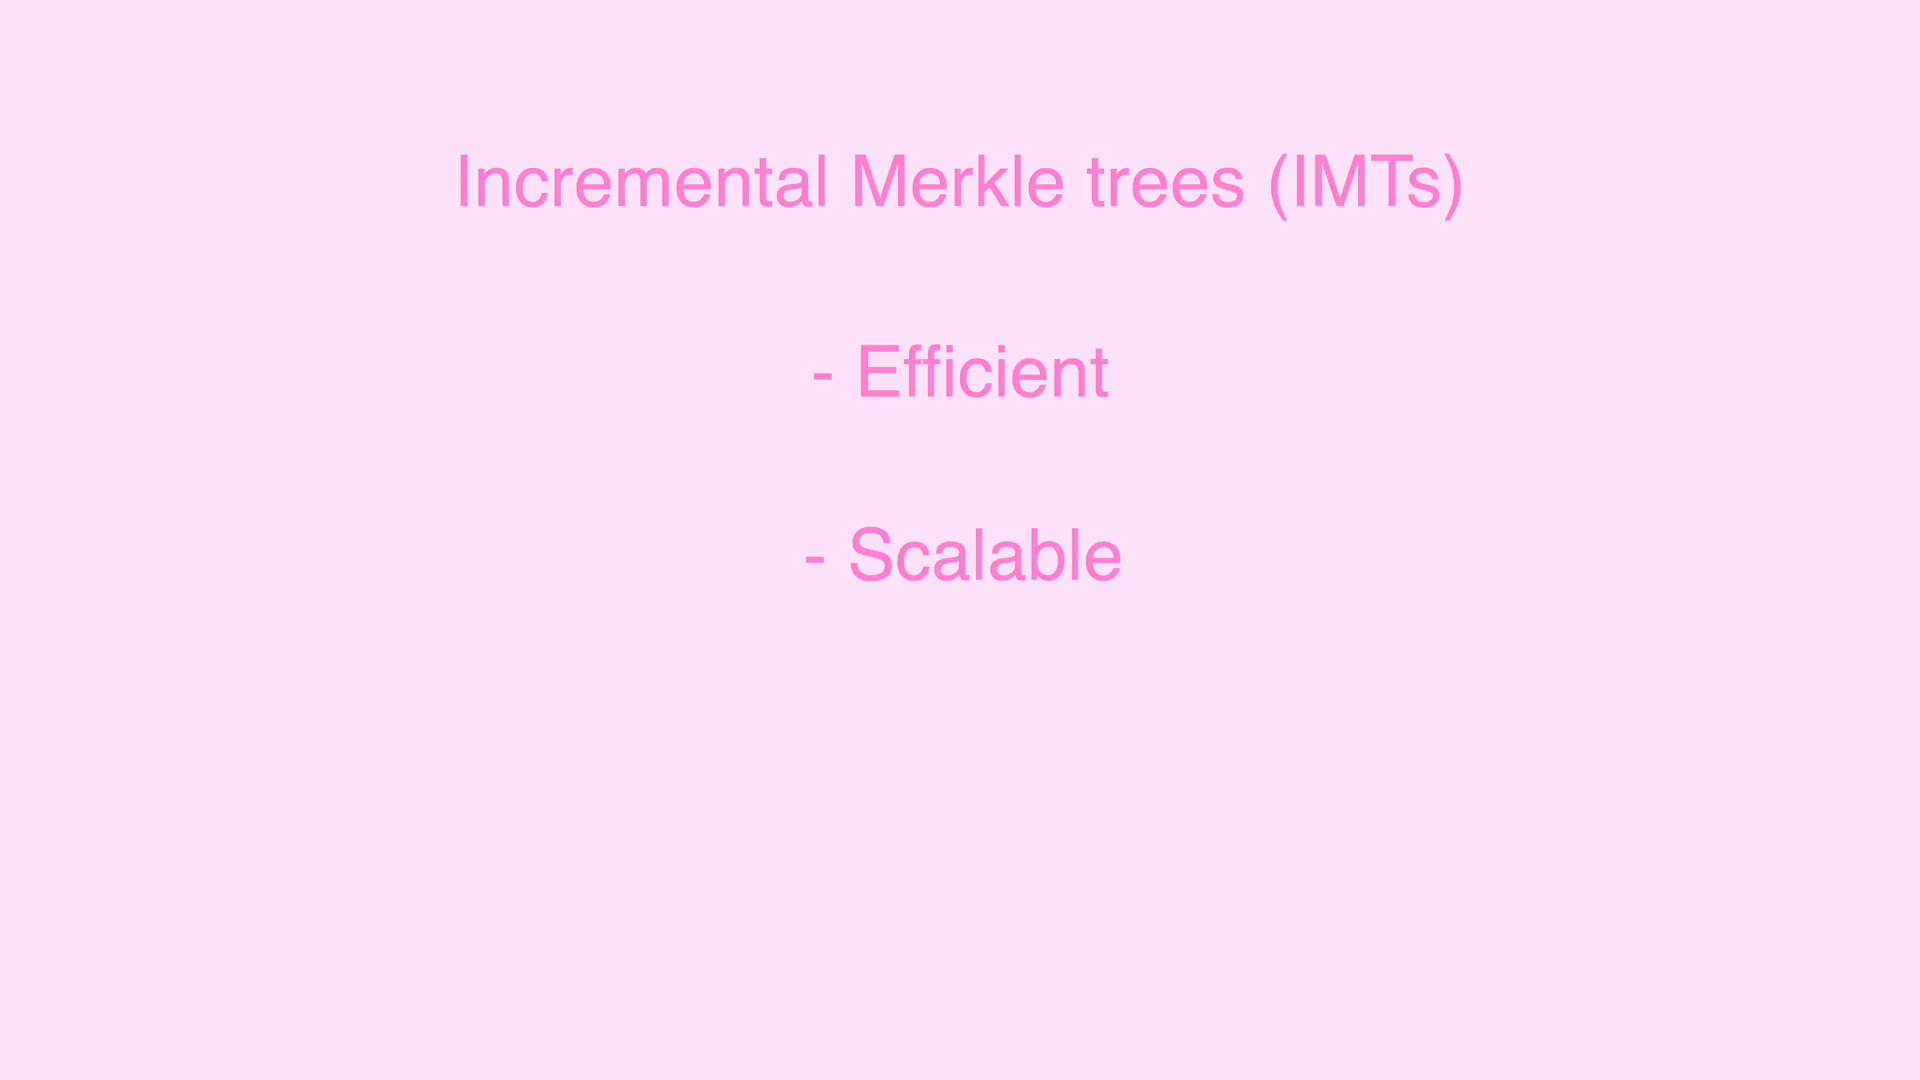 Incremental Merkle trees (IMTs)
- Efficient
- Scalable